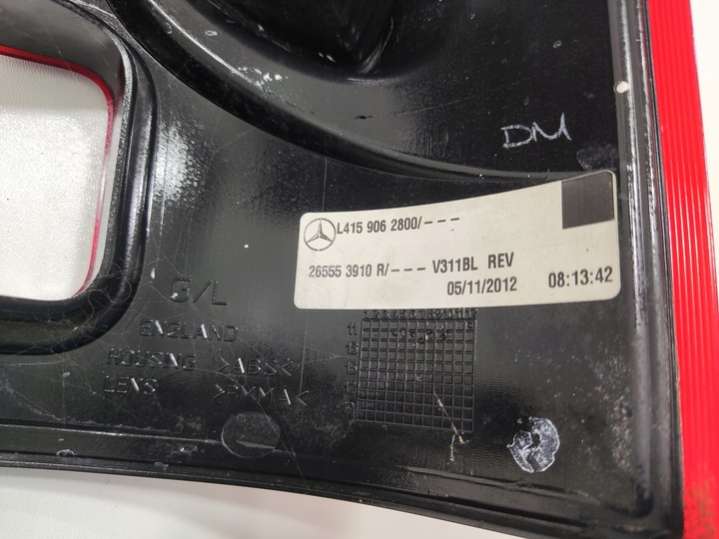 DM
L415 906 2800/---
26555 3910 R/--- V311BL REV
05/11/2012 08:13:42
G/L
ENGLAND
HOUSING >ABS<
LENS >PMMA<